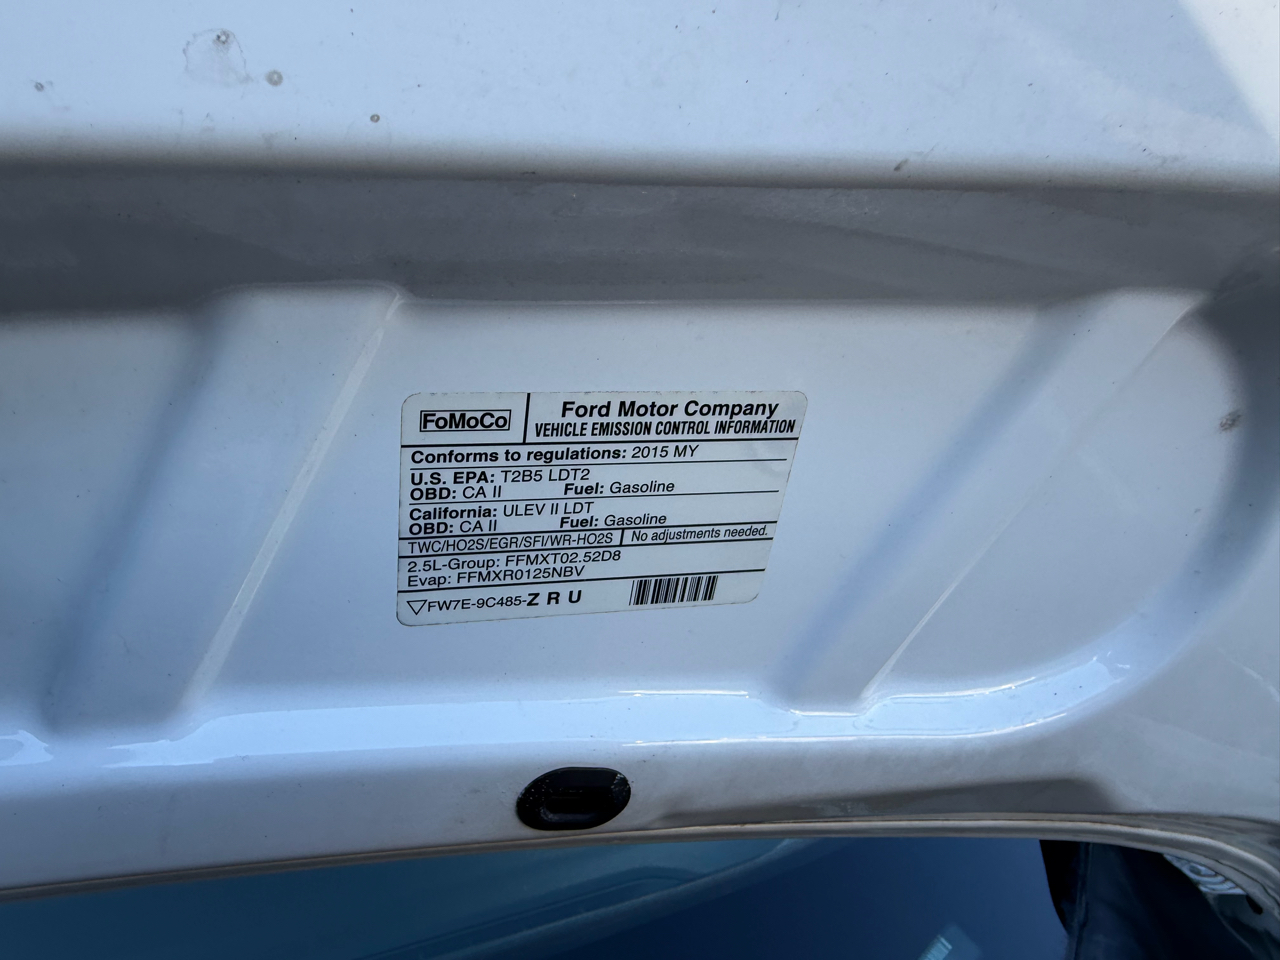 FoMoCo
Ford Motor Company
VEHICLE EMISSION CONTROL INFORMATION
Conforms to regulations: 2015 MY
U.S. EPA: T2B5 LDT2
OBD: CA II Fuel: Gasoline
California: ULEV II LDT
OBD: CA II Fuel: Gasoline
TWC/HO2S/EGR/SFI/WR-HO2S No adjustments needed.
2.5L-Group: FFMXT02.52D8
Evap: FFMXR0125NBV
FW7E-9C485-Z R U